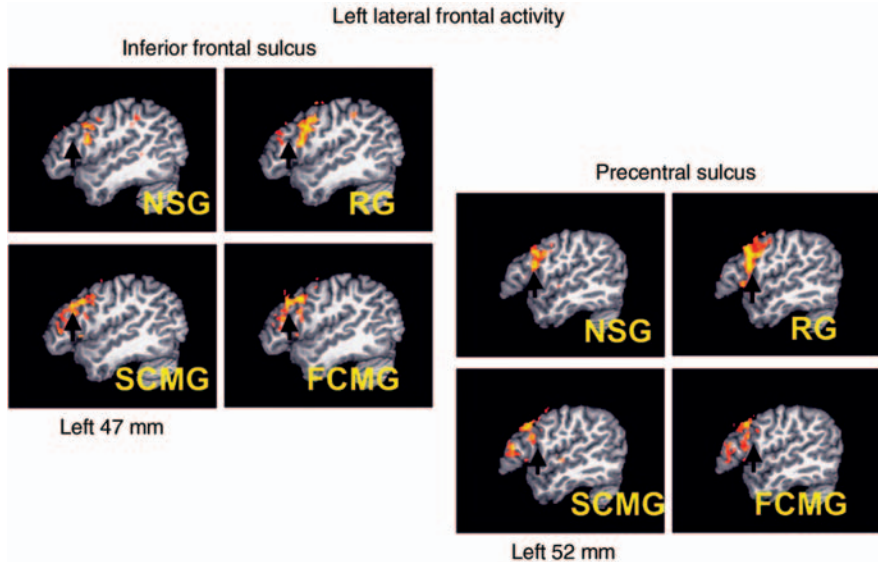 Left lateral frontal activity
Inferior frontal sulcus
NSG
RG
SCMG
FCMG
Left 47 mm
Precentral sulcus
NSG
RG
SCMG
FCMG
Left 52 mm